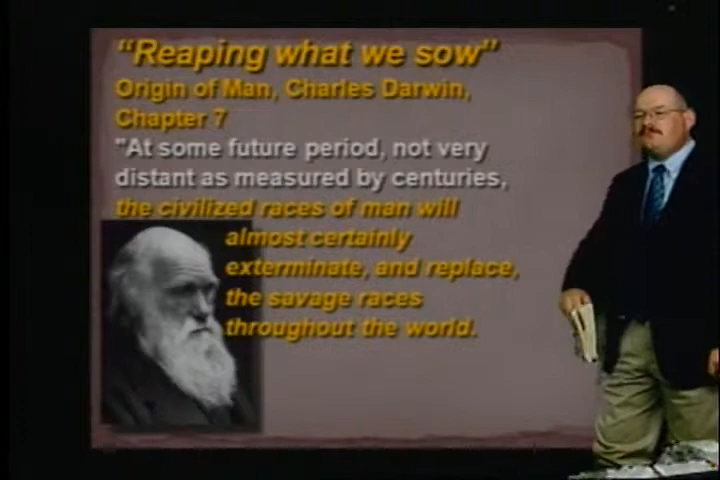 “Reaping what we sow”
Origin of Man, Charles Darwin,
Chapter 7
"At some future period, not very
distant as measured by centuries,
the civilized races of man will
almost certainly
exterminate, and replace,
the savage races
throughout the world.